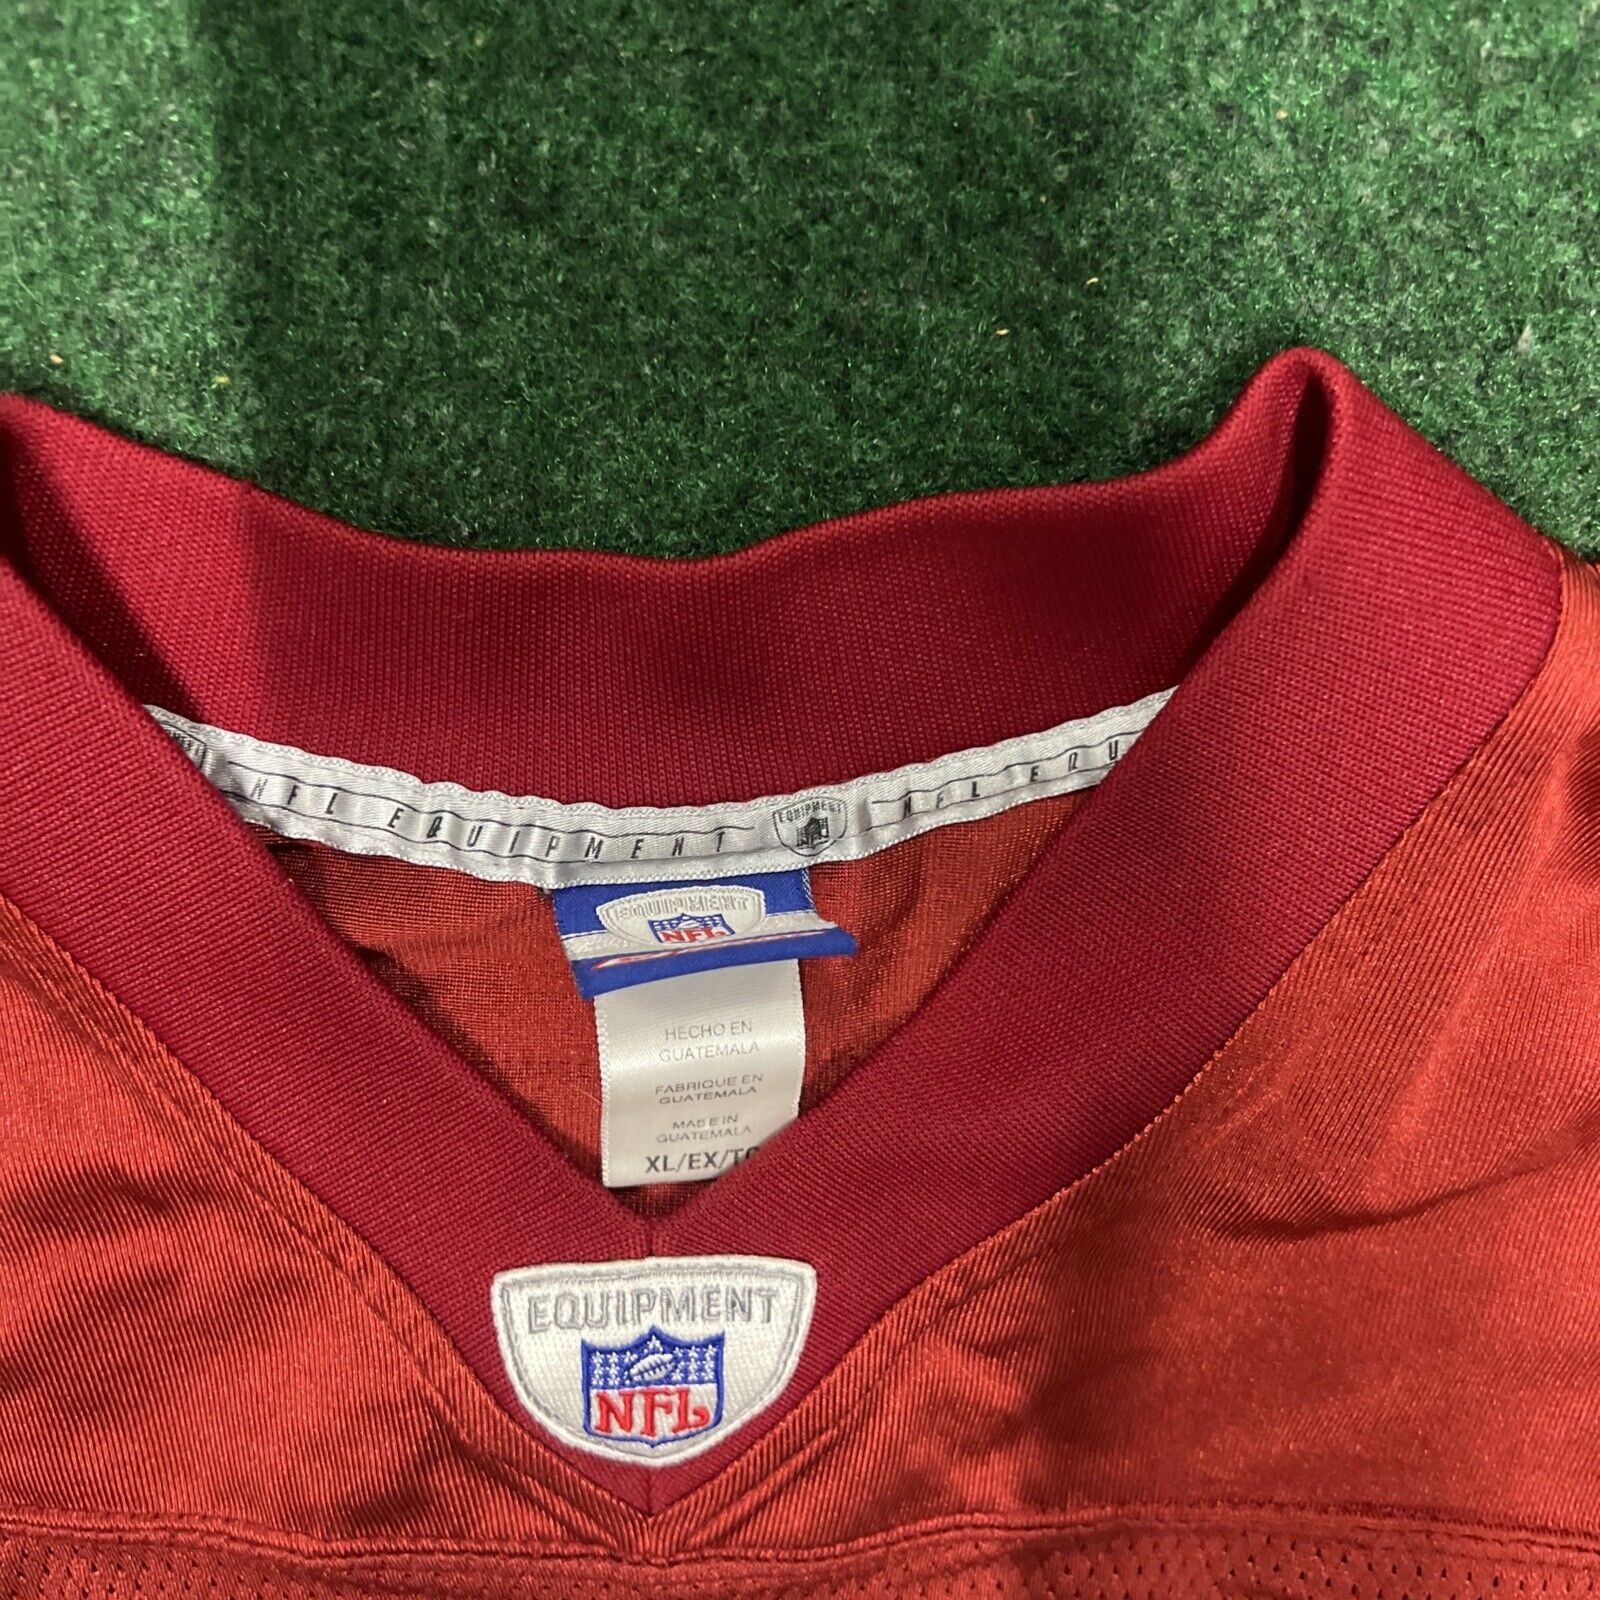 NFL EQUIPMENT
EQUIPMENT
NFL EQU
EQUIPMENT
NFL
HECHO EN
GUATEMALA
FABRIQUE EN
GUATEMALA
MADE IN
GUATEMALA
XL/EX/TG
EQUIPMENT
NFL